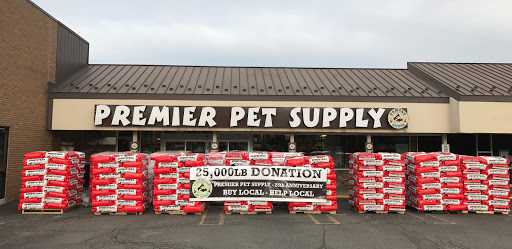 PREMIER PET SUPPLY
25,000LB DONATION
PREMIER PET SUPPLY - 25th ANNIVERSARY
BUY LOCAL - HELP LOCAL